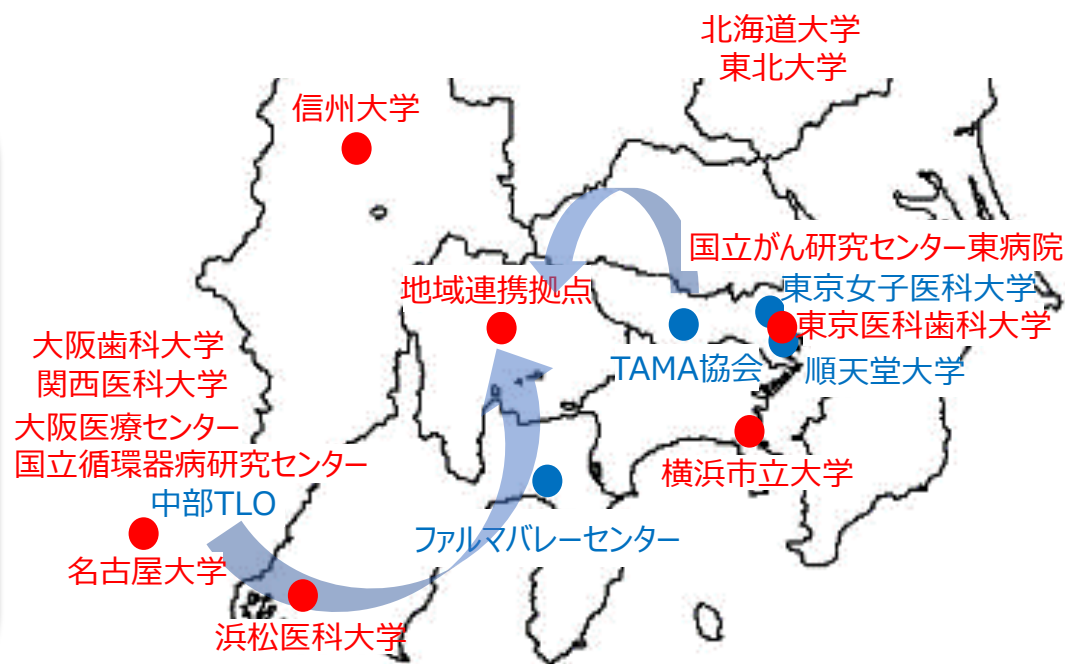 北海道大学
東北大学
信州大学
国立がん研究センター東病院
東京女子医科大学
地域連携拠点
東京医科歯科大学
TAMA協会
順天堂大学
大阪歯科大学
関西医科大学
大阪医療センター
国立循環器病研究センター
中部TLO
横浜市立大学
ファルマバレーセンター
名古屋大学
浜松医科大学